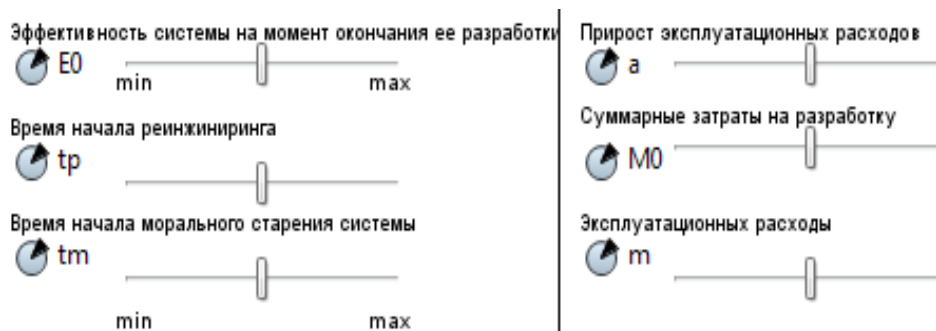 Эффективность системы на момент окончания ее разработки
E0
min max
Время начала реинжиниринга
tp
Время начала морального старения системы
tm
min max
Прирост эксплуатационных расходов
a
Суммарные затраты на разработку
M0
Эксплуатационных расходы
m